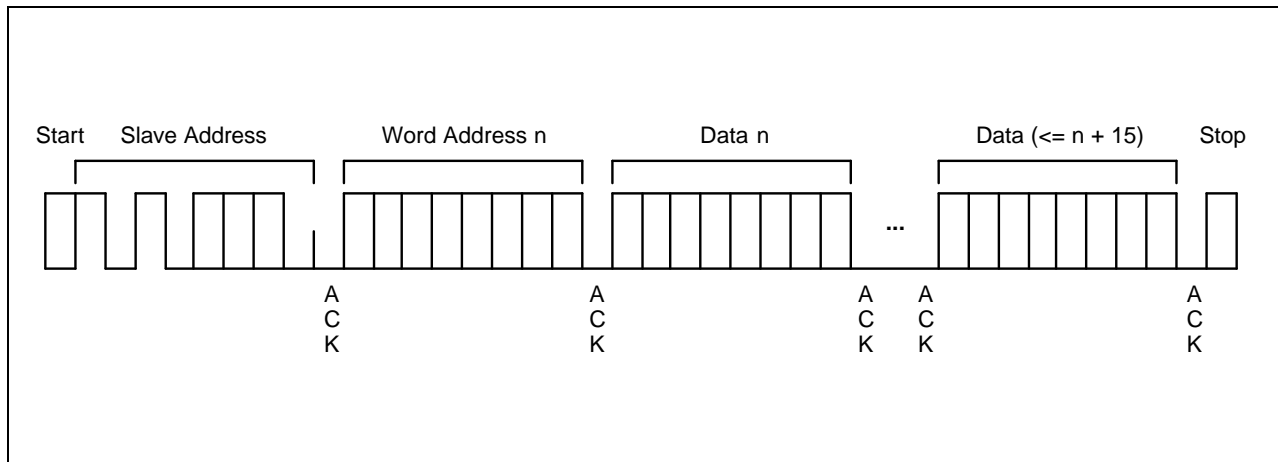 Start Slave Address Word Address n Data n Data (<= n + 15) Stop
...
A A A A A
C C C C C
K K K K K